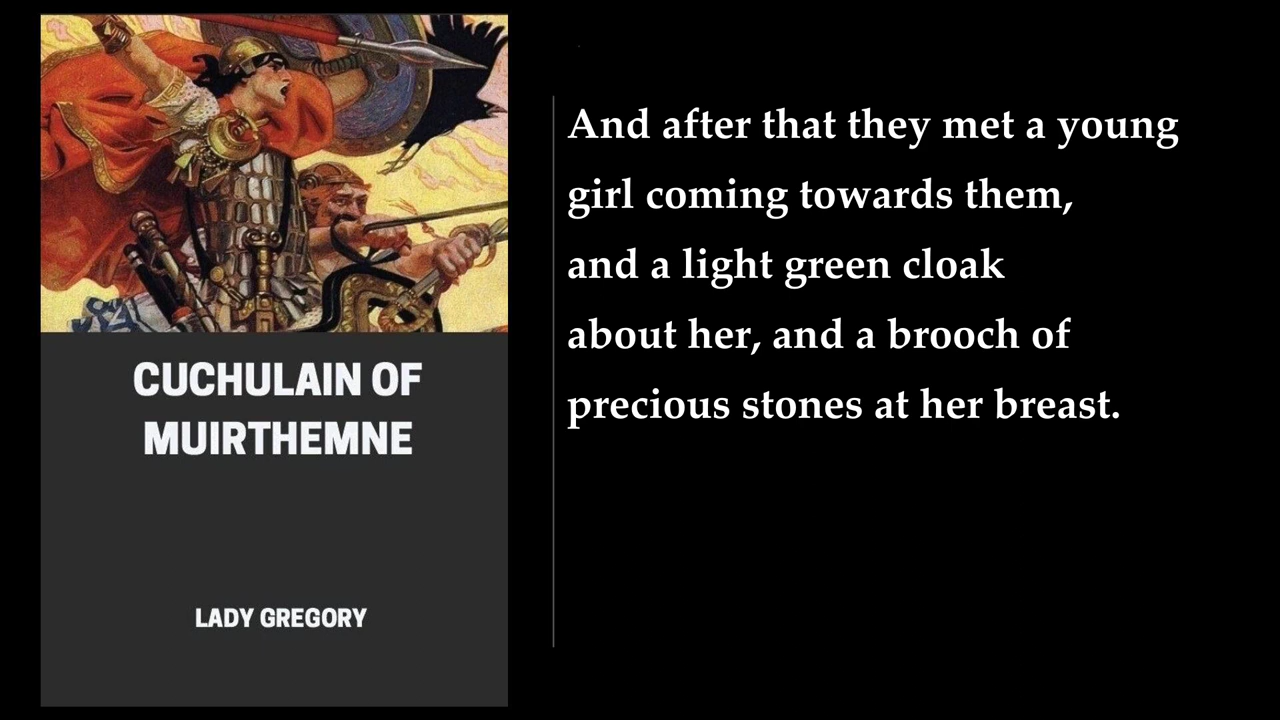 CUCHULAIN OF
MUIRTHEMNE
LADY GREGORY
And after that they met a young
girl coming towards them,
and a light green cloak
about her, and a brooch of
precious stones at her breast.